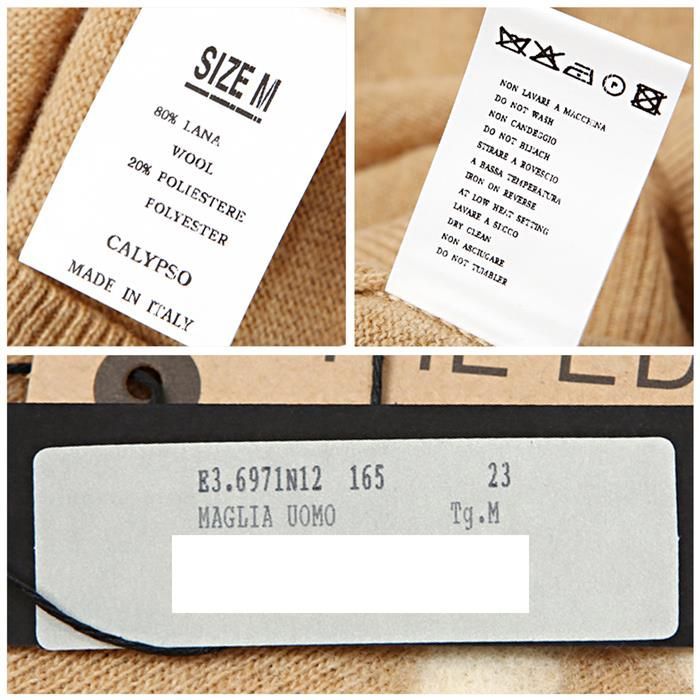 SIZE M
80% LANA
WOOL
20% POLIESTERE
POLYESTER
CALYPSO
MADE IN ITALY
P
NON LAVARE A MACCHINA
DO NOT WASH
NON CANDEGGIO
DO NOT BLEACH
STIRARE A ROVESCIO
A BASSA TEMPERATURA
IRON ON REVERSE
AT LOW HEAT SETTING
LAVARE A SECCO
DRY CLEAN
NON ASCIUGARE
DO NOT TUMBLER
E3.6971N12 165 23
MAGLIA UOMO Tg.M